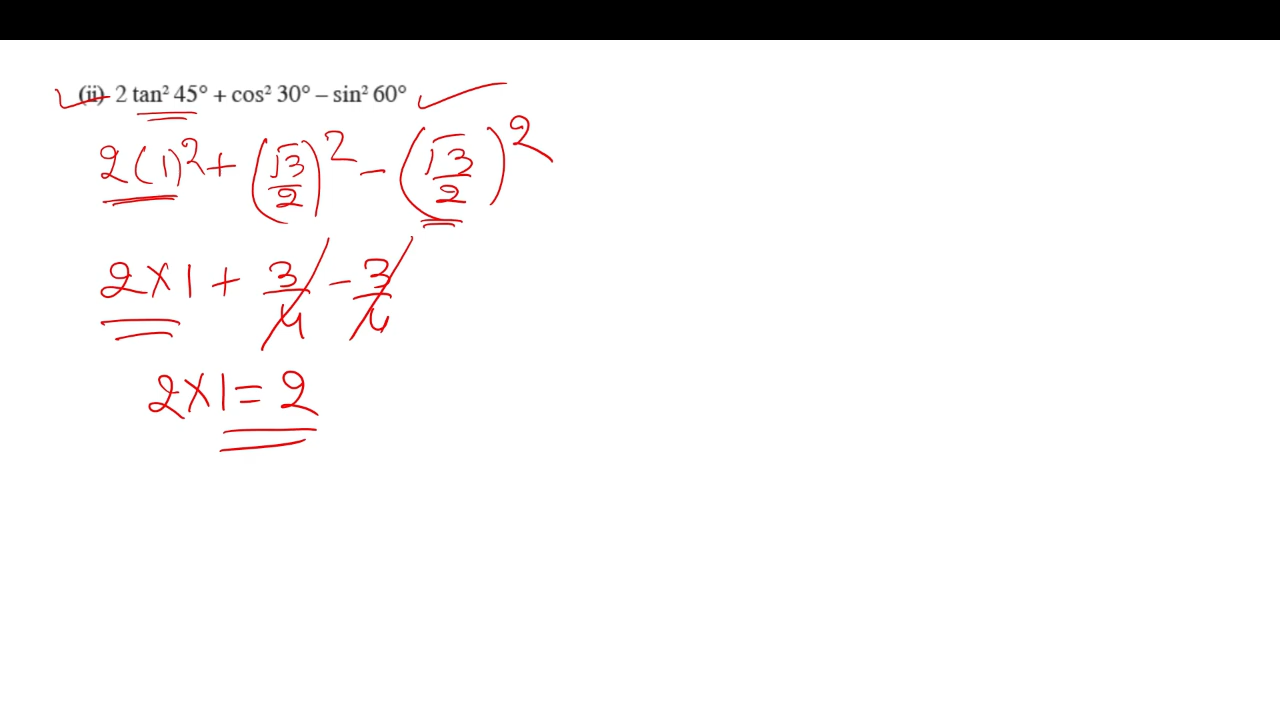 (ii) 2 tan² 45° + cos² 30° – sin² 60°
2(1)² + (√3/2)² - (√3/2)²
2×1 + 3/4 - 3/4
2×1 = 2